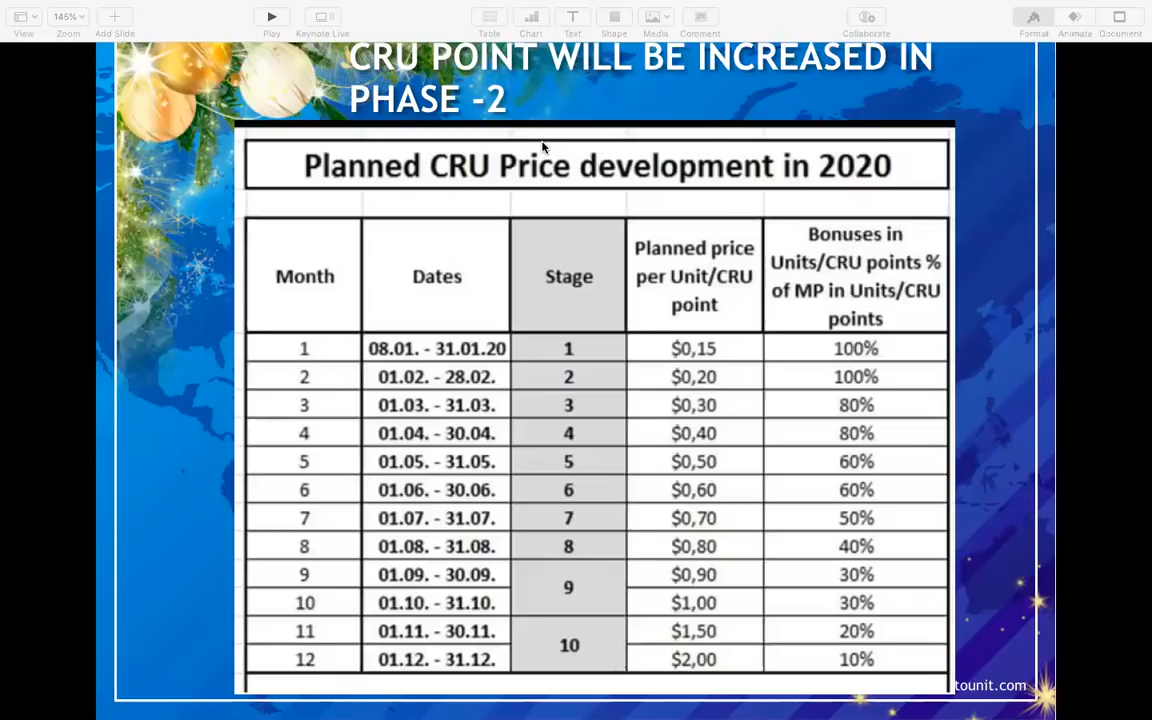 145%
View
Zoom
Add Slide
Play
Keynote Live
Table
Chart
Text
Shape
Media
Comment
Collaborate
Format
Animate
Document
CRU POINT WILL BE INCREASED IN
PHASE -2
Planned CRU Price development in 2020
Month Dates Stage Planned price per Unit/CRU point Bonuses in Units/CRU points % of MP in Units/CRU points
1 08.01. - 31.01.20 1 $0,15 100%
2 01.02. - 28.02. 2 $0,20 100%
3 01.03. - 31.03. 3 $0,30 80%
4 01.04. - 30.04. 4 $0,40 80%
5 01.05. - 31.05. 5 $0,50 60%
6 01.06. - 30.06. 6 $0,60 60%
7 01.07. - 31.07. 7 $0,70 50%
8 01.08. - 31.08. 8 $0,80 40%
9 01.09. - 30.09. 9 $0,90 30%
10 01.10. - 31.10. $1,00 30%
11 01.11. - 30.11. 10 $1,50 20%
12 01.12. - 31.12. $2,00 10%
tounit.com